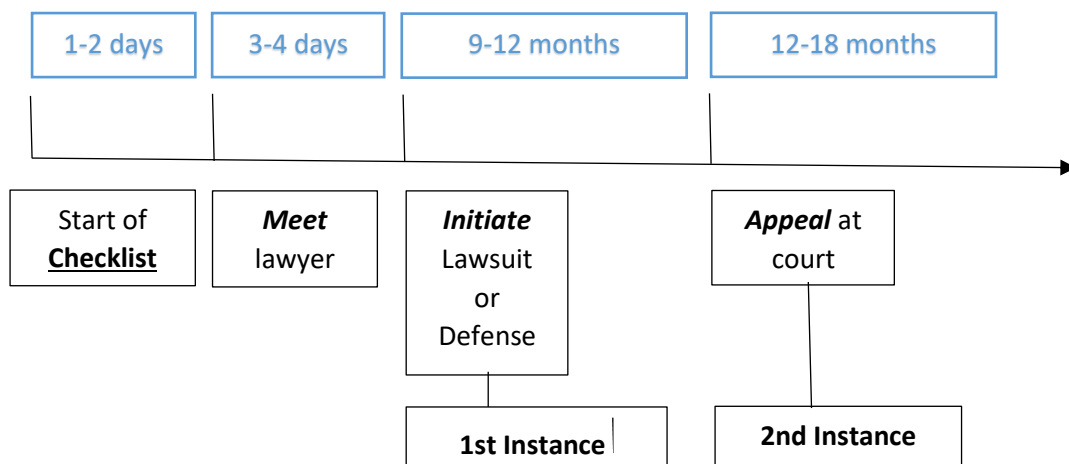 1-2 days
3-4 days
9-12 months
12-18 months
Start of
Checklist
Meet
lawyer
Initiate
Lawsuit
or
Defense
Appeal at
court
1st Instance
2nd Instance